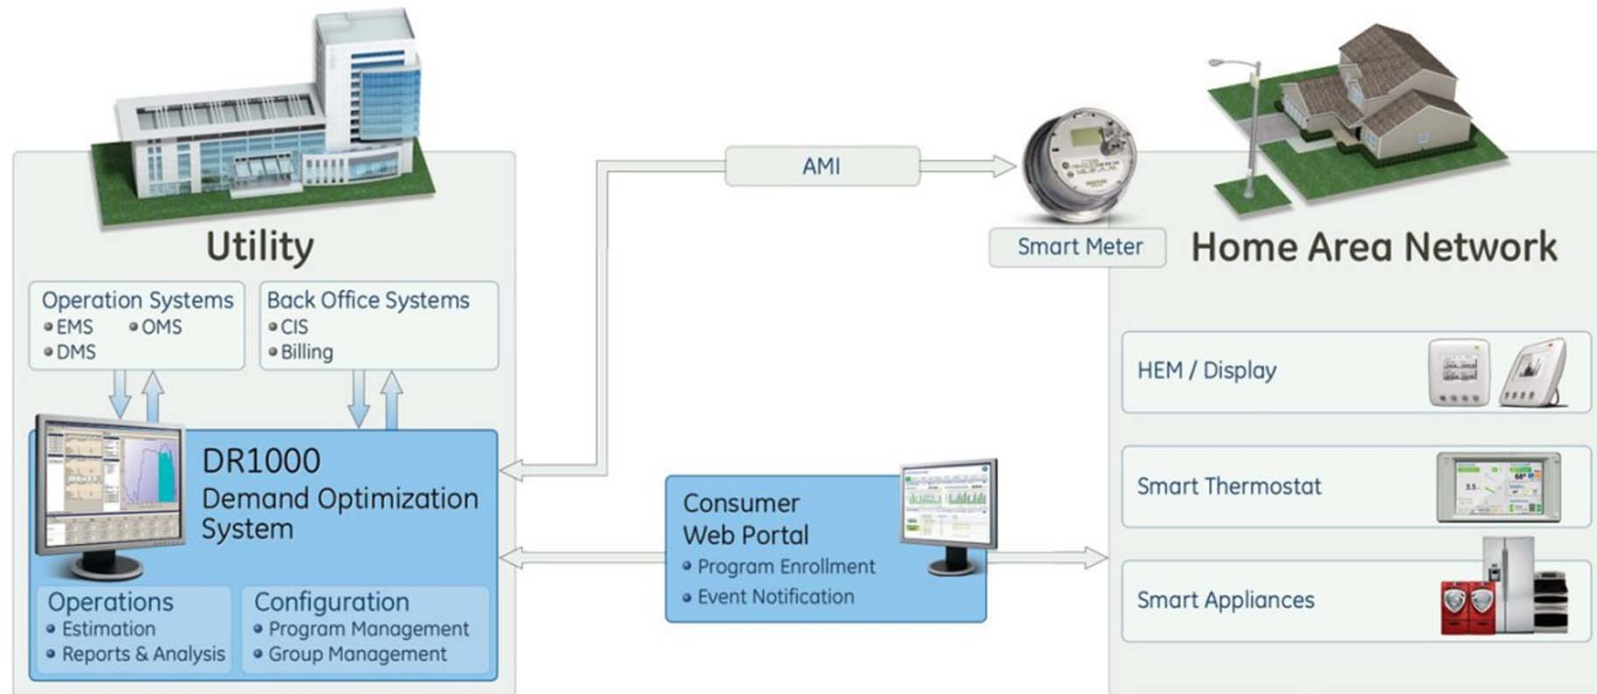 AMI
Smart Meter
Utility
Home Area Network
Operation Systems
EMS
OMS
DMS
Back Office Systems
CIS
Billing
DR1000
Demand Optimization
System
Operations
Estimation
Reports & Analysis
Configuration
Program Management
Group Management
Consumer
Web Portal
Program Enrollment
Event Notification
HEM / Display
Smart Thermostat
Smart Appliances